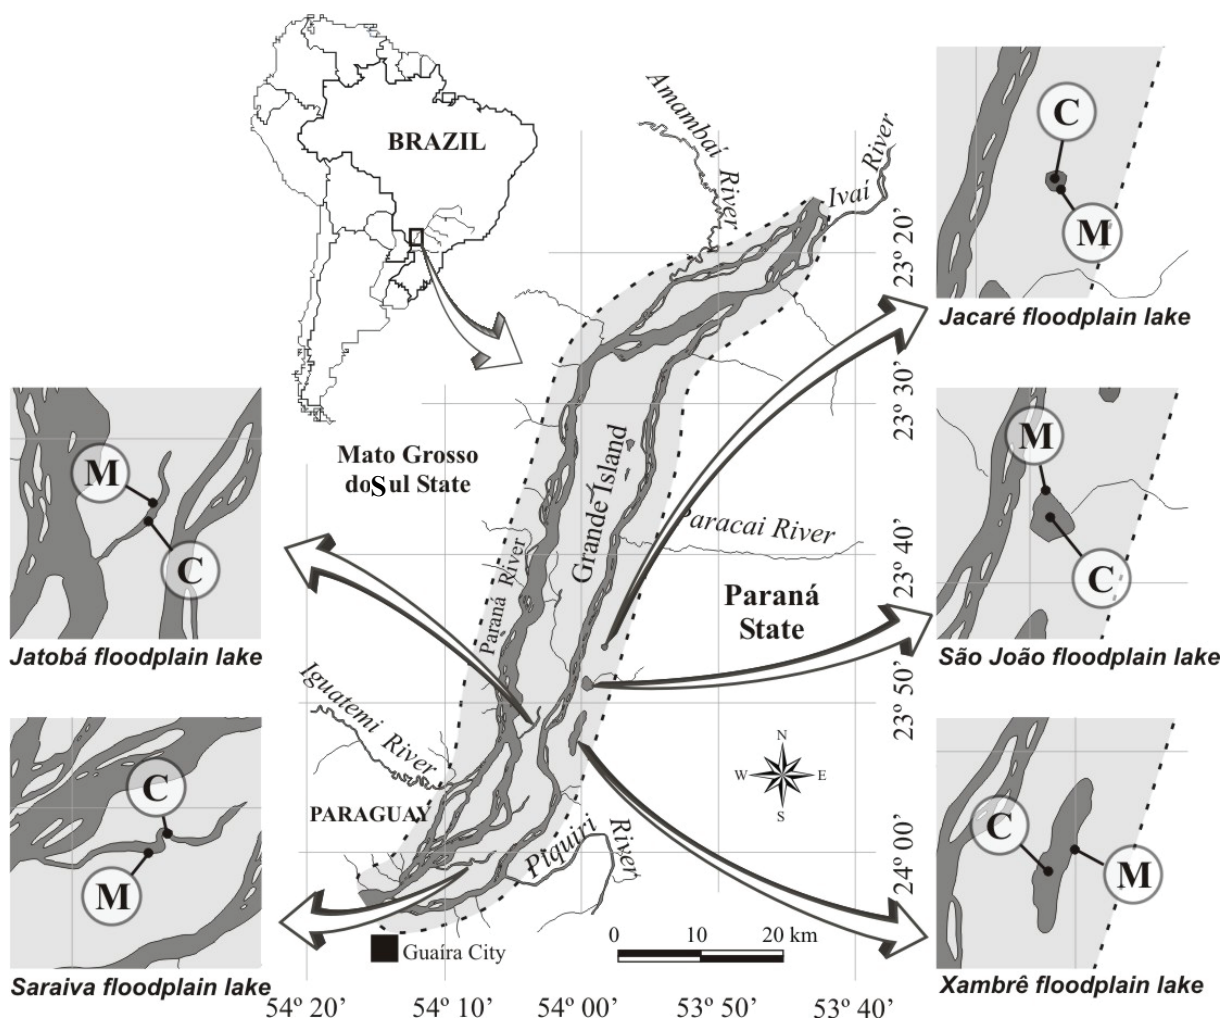 BRAZIL
Amambaí River
Ivaí River
23º 20’
23º 30’
23º 40’
23º 50’
24º 00’
C
M
Jacaré floodplain lake
Mato Grosso
doSul State
Grande Island
Paraná River
Paracai River
Paraná
State
M
C
Jatobá floodplain lake
M
C
São João floodplain lake
Iguatemi River
PARAGUAY
N
W
E
S
Piquiri River
C
M
Saraiva floodplain lake
C
M
Xambrê floodplain lake
Guaíra City
0
10
20 km
54º 20’
54º 10’
54º 00’
53º 50’
53º 40’